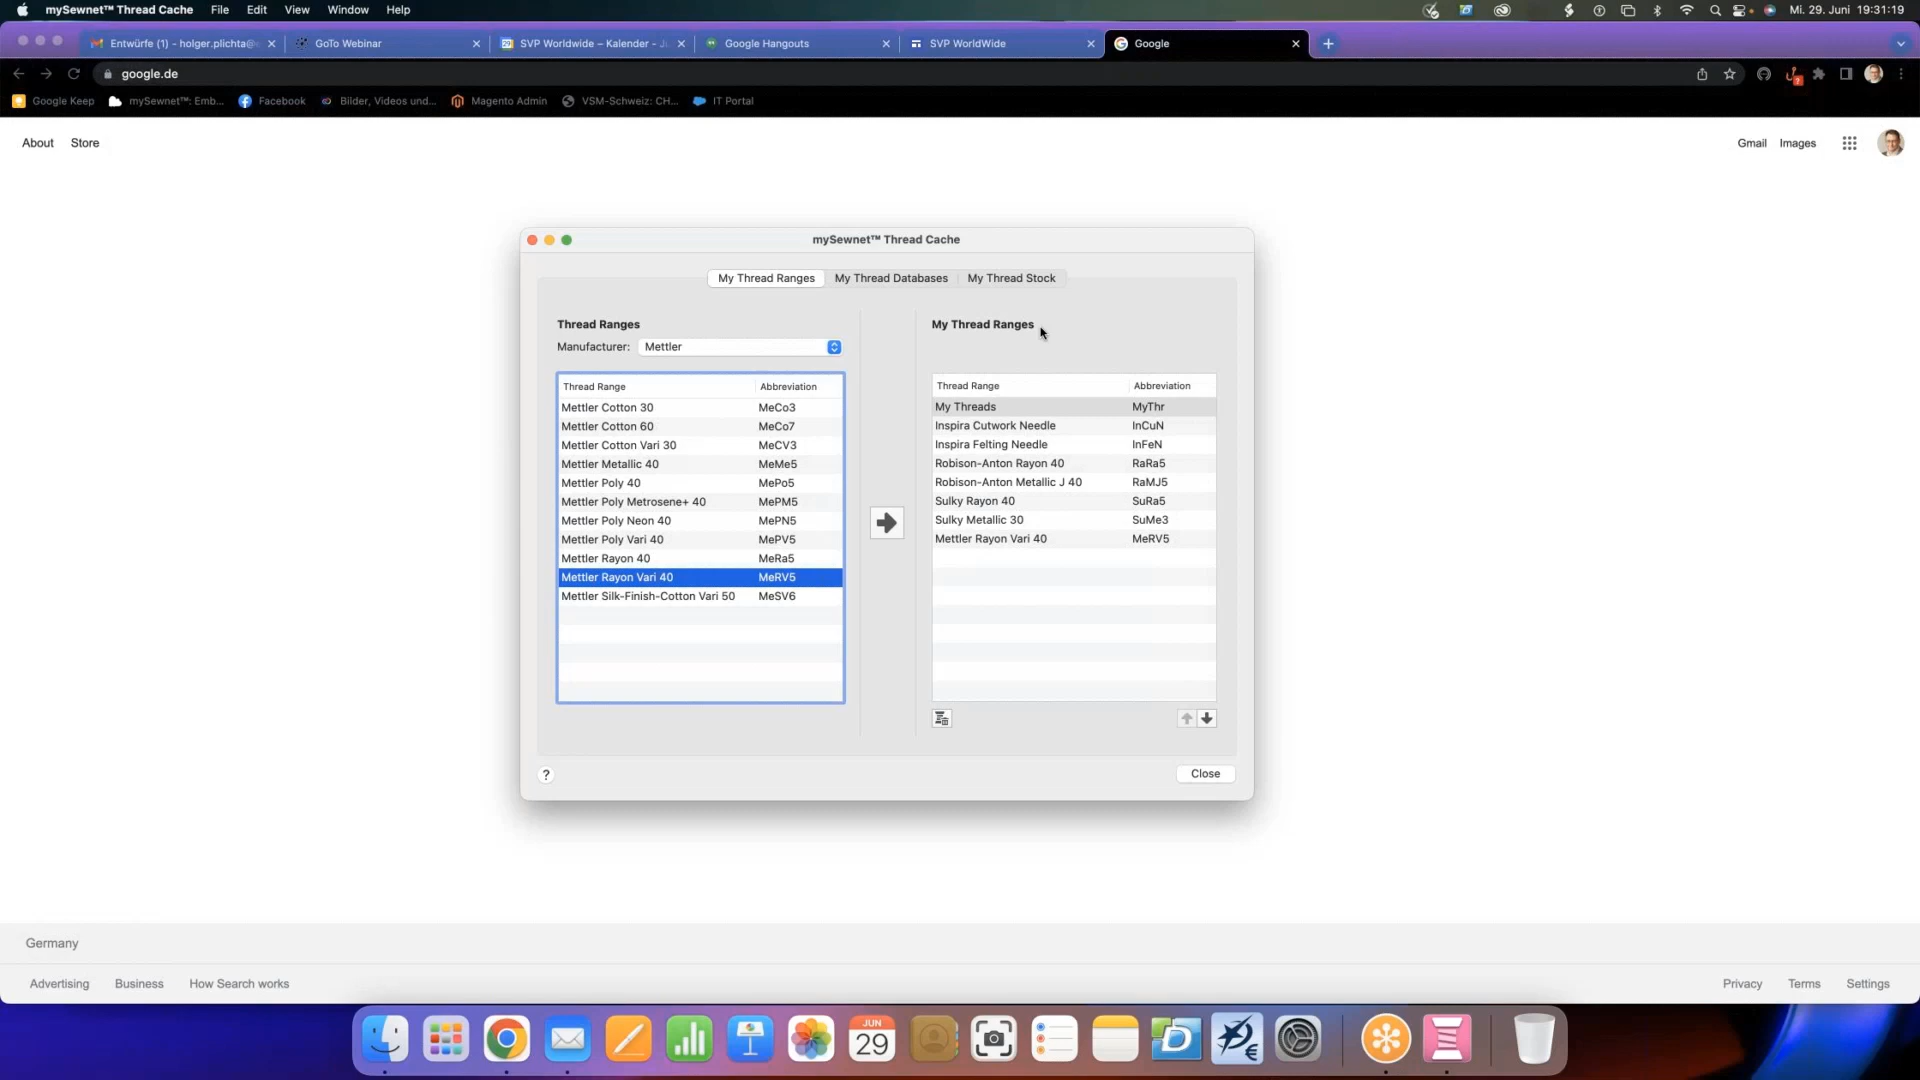 mySewnet™ Thread Cache File Edit View Window Help Mi. 29. Juni 19:31:19
Entwürfe (1) - holger.plichta@ GoTo Webinar SVP Worldwide – Kalender - Ju Google Hangouts SVP WorldWide Google
google.de
Google Keep mySewnet™: Emb... Facebook Bilder, Videos und... Magento Admin VSM-Schweiz: CH... IT Portal
About Store Gmail Images
mySewnet™ Thread Cache
My Thread Ranges My Thread Databases My Thread Stock
Thread Ranges
Manufacturer: Mettler
Thread Range Abbreviation
Mettler Cotton 30 MeCo3
Mettler Cotton 60 MeCo7
Mettler Cotton Vari 30 MeCV3
Mettler Metallic 40 MeMe5
Mettler Poly 40 MePo5
Mettler Poly Metrosene+ 40 MePM5
Mettler Poly Neon 40 MePN5
Mettler Poly Vari 40 MePV5
Mettler Rayon 40 MeRa5
Mettler Rayon Vari 40 MeRV5
Mettler Silk-Finish-Cotton Vari 50 MeSV6
My Thread Ranges
Thread Range Abbreviation
My Threads MyThr
Inspira Cutwork Needle InCuN
Inspira Felting Needle InFeN
Robison-Anton Rayon 40 RaRa5
Robison-Anton Metallic J 40 RaMJ5
Sulky Rayon 40 SuRa5
Sulky Metallic 30 SuMe3
Mettler Rayon Vari 40 MeRV5
? Close
Germany
Advertising Business How Search works Privacy Terms Settings
JUN
29